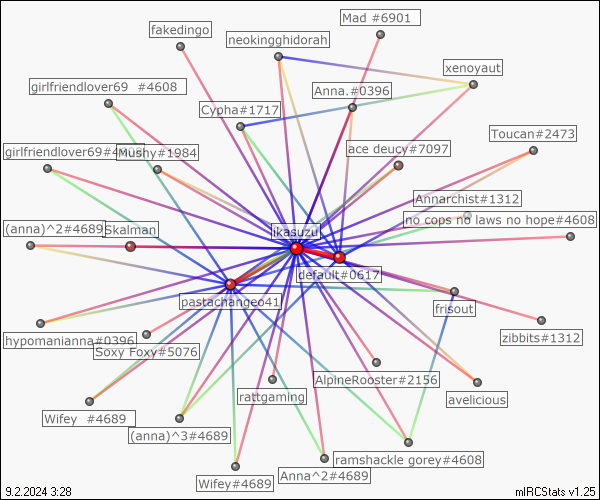 Mad #6901
fakedingo
neokingghidorah
xenoyaut
girlfriendlover69 #4608
Anna.#0396
Cypha#1717
Toucan#2473
ace deucy#7097
girlfriendlover69#4
Mushy#1984
Annarchist#1312
no cops no laws no hope#4608
(anna)^2#4689
Skalman
ikasuzu
default#0617
pastachangeo41
frisout
hypomanianna#0396
zibbits#1312
Soxy Foxy#5076
AlpineRooster#2156
rattgaming
avelicious
Wifey #4689
(anna)^3#4689
ramshackle gorey#4608
Anna^2#4689
Wifey#4689
9.2.2024 3:28
mIRCStats v1.25